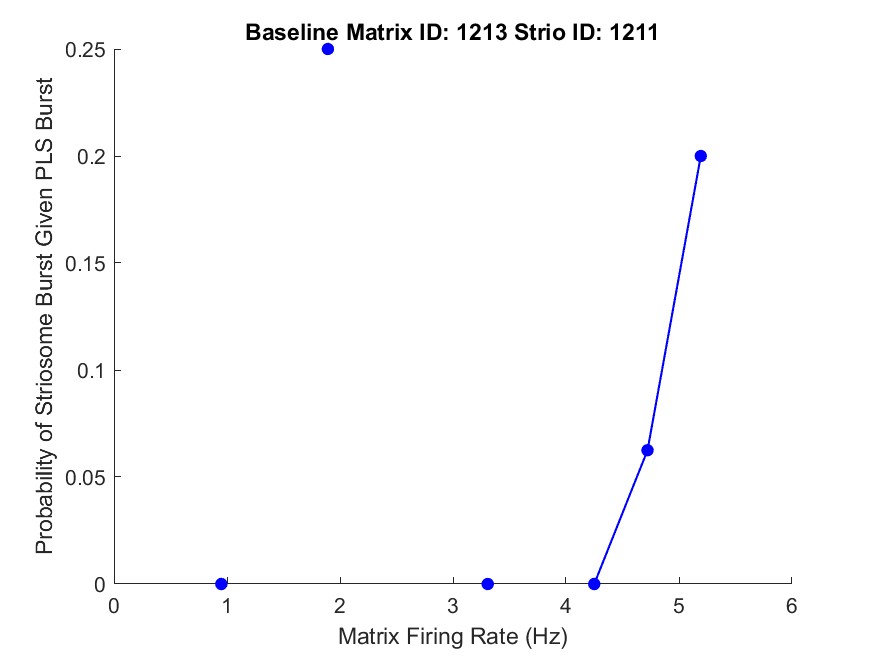 Baseline Matrix ID: 1213 Strio ID: 1211
Probability of Striosome Burst Given PLS Burst
0.25
0.2
0.15
0.1
0.05
0
0 1 2 3 4 5 6
Matrix Firing Rate (Hz)